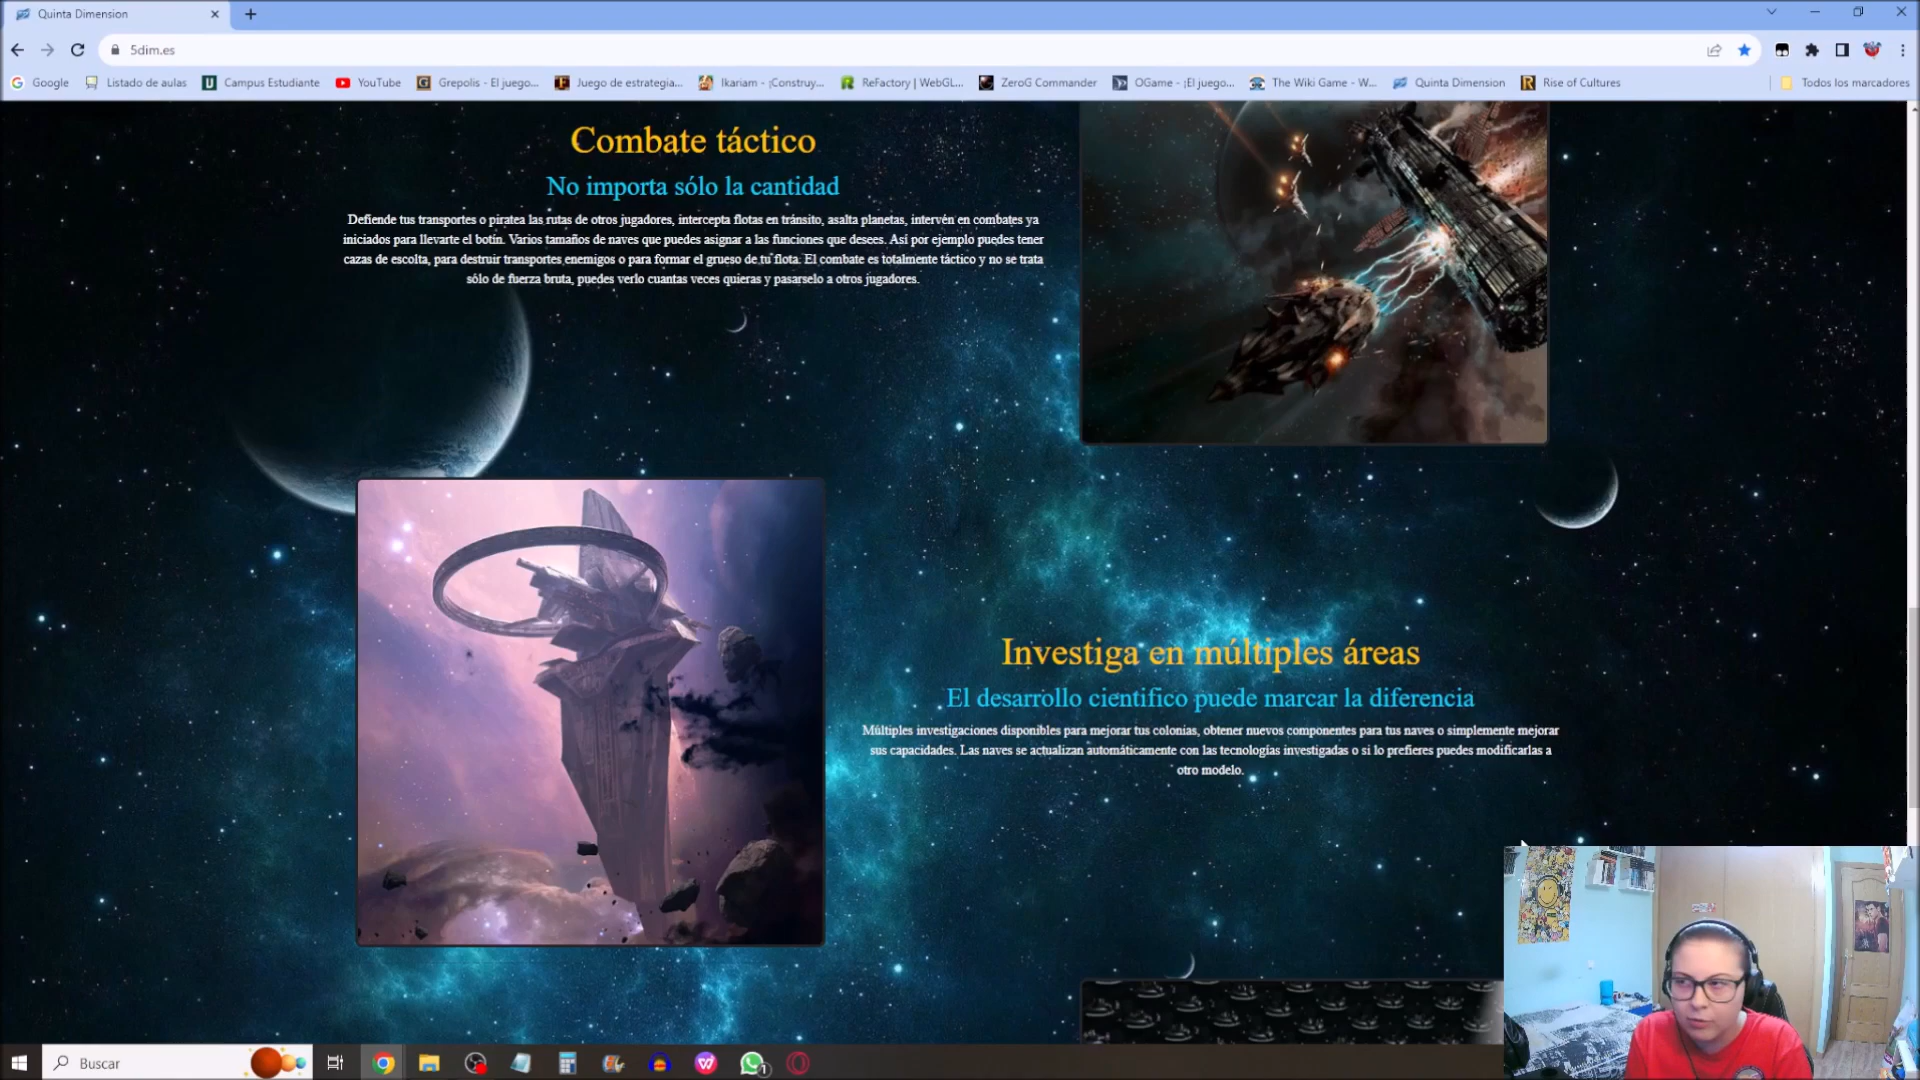 Quinta Dimension
5dim.es
Google
Listado de aulas
Campus Estudiante
YouTube
Grepolis - El juego...
Juego de estrategia...
Ikariam - ¡Construy...
ReFactory | WebGL...
ZeroG Commander
OGame - ¡El juego...
The Wiki Game - W...
Quinta Dimension
Rise of Cultures
Todos los marcadores
Combate táctico
No importa sólo la cantidad
Defiende tus transportes o piratea las rutas de otros jugadores, intercepta flotas en tránsito, asalta planetas, intervén en combates ya
iniciados para llevarte el botín. Varios tamaños de naves que puedes asignar a las funciones que desees. Así por ejemplo puedes tener
cazas de escolta, para destruir transportes enemigos o para formar el grueso de tu flota. El combate es totalmente táctico y no se trata
sólo de fuerza bruta, puedes verlo cuantas veces quieras y pasarselo a otros jugadores.
Investiga en múltiples áreas
El desarrollo cientifico puede marcar la diferencia
Múltiples investigaciones disponibles para mejorar tus colonias, obtener nuevos componentes para tus naves o simplemente mejorar
sus capacidades. Las naves se actualizan automáticamente con las tecnologías investigadas o si lo prefieres puedes modificarlas a
otro modelo.
Buscar
1